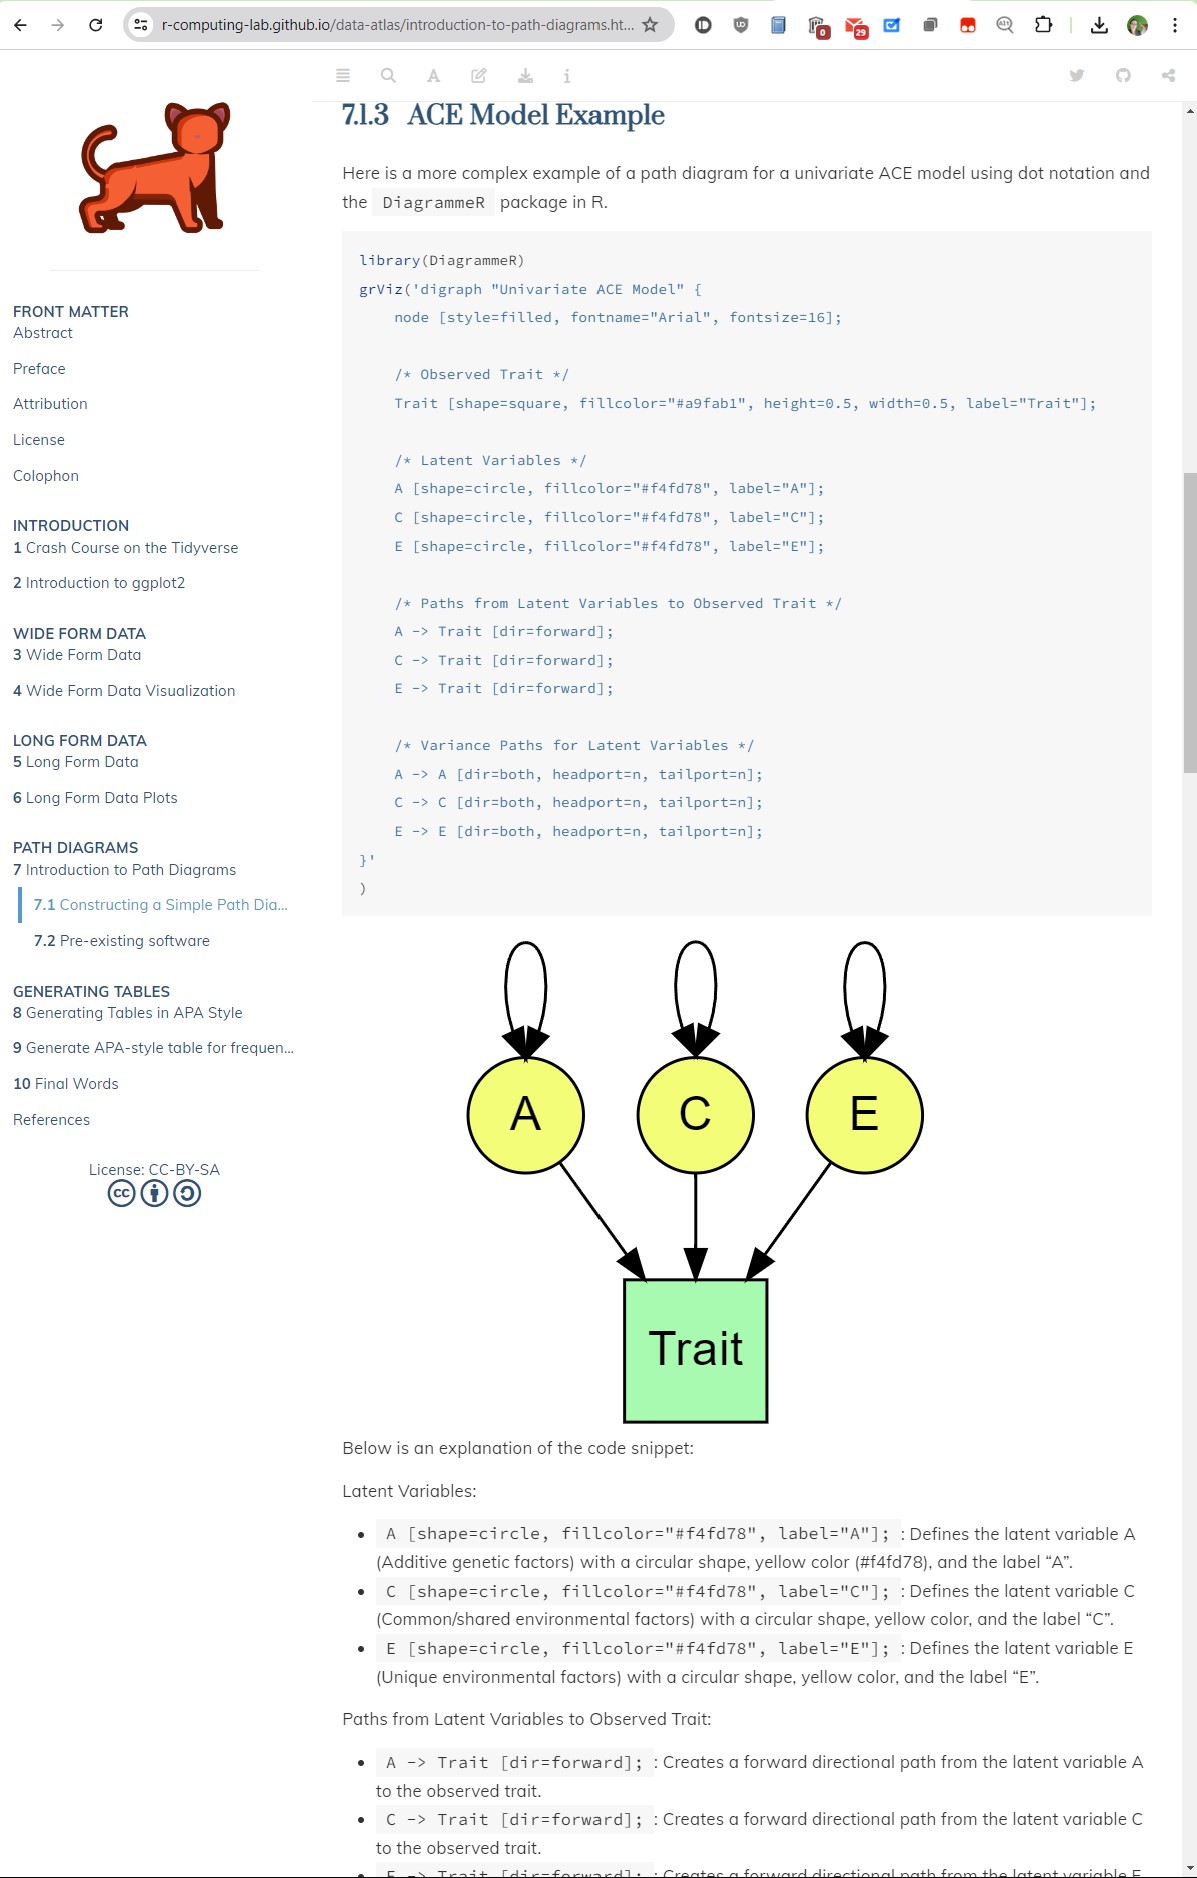 r-computing-lab.github.io/data-atlas/introduction-to-path-diagrams.ht...
0
29
7.1.3 ACE Model Example
Here is a more complex example of a path diagram for a univariate ACE model using dot notation and
the DiagrammeR package in R.
library(DiagrammeR)
grViz('digraph "Univariate ACE Model" {
    node [style=filled, fontname="Arial", fontsize=16];
    /* Observed Trait */
    Trait [shape=square, fillcolor="#a9fab1", height=0.5, width=0.5, label="Trait"];
    /* Latent Variables */
    A [shape=circle, fillcolor="#f4fd78", label="A"];
    C [shape=circle, fillcolor="#f4fd78", label="C"];
    E [shape=circle, fillcolor="#f4fd78", label="E"];
    /* Paths from Latent Variables to Observed Trait */
    A -> Trait [dir=forward];
    C -> Trait [dir=forward];
    E -> Trait [dir=forward];
    /* Variance Paths for Latent Variables */
    A -> A [dir=both, headport=n, tailport=n];
    C -> C [dir=both, headport=n, tailport=n];
    E -> E [dir=both, headport=n, tailport=n];
}'
)
A
C
E
Trait
Below is an explanation of the code snippet:
Latent Variables:
• A [shape=circle, fillcolor="#f4fd78", label="A"]; : Defines the latent variable A
(Additive genetic factors) with a circular shape, yellow color (#f4fd78), and the label “A”.
• C [shape=circle, fillcolor="#f4fd78", label="C"]; : Defines the latent variable C
(Common/shared environmental factors) with a circular shape, yellow color, and the label “C”.
• E [shape=circle, fillcolor="#f4fd78", label="E"]; : Defines the latent variable E
(Unique environmental factors) with a circular shape, yellow color, and the label “E”.
Paths from Latent Variables to Observed Trait:
• A -> Trait [dir=forward]; : Creates a forward directional path from the latent variable A
to the observed trait.
• C -> Trait [dir=forward]; : Creates a forward directional path from the latent variable C
to the observed trait.
• E -> Trait [dir=forward]; : Creates a forward directional path from the latent variable E
FRONT MATTER
Abstract
Preface
Attribution
License
Colophon
INTRODUCTION
1 Crash Course on the Tidyverse
2 Introduction to ggplot2
WIDE FORM DATA
3 Wide Form Data
4 Wide Form Data Visualization
LONG FORM DATA
5 Long Form Data
6 Long Form Data Plots
PATH DIAGRAMS
7 Introduction to Path Diagrams
7.1 Constructing a Simple Path Dia...
7.2 Pre-existing software
GENERATING TABLES
8 Generating Tables in APA Style
9 Generate APA-style table for frequen...
10 Final Words
References
License: CC-BY-SA
cc